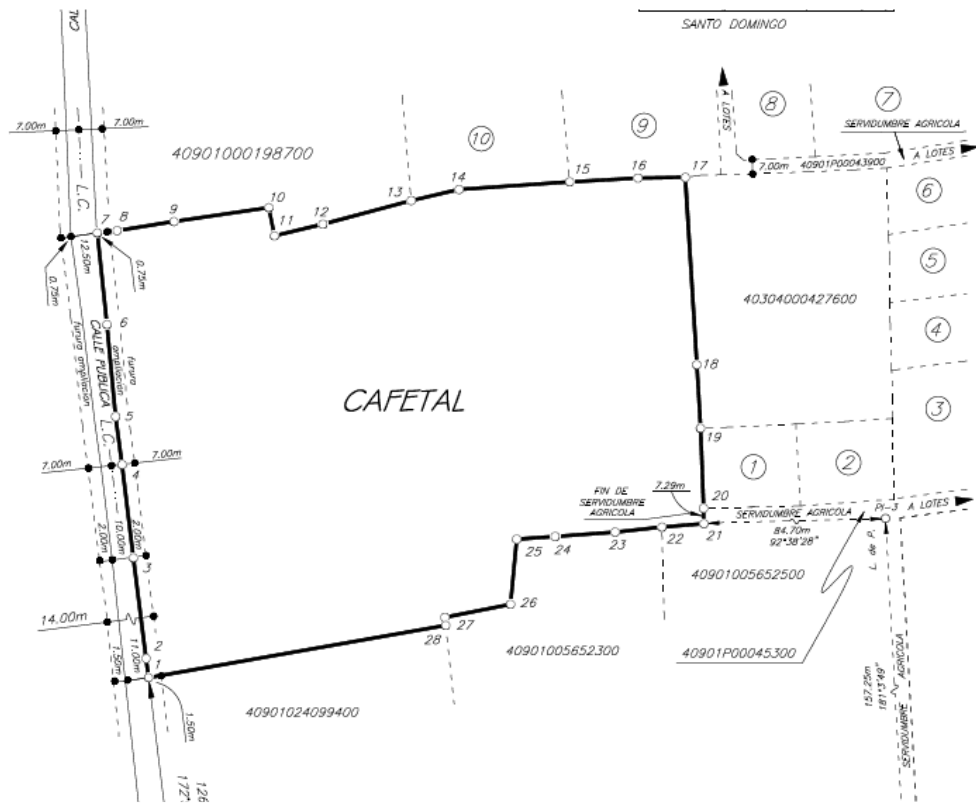 CAL
SANTO DOMINGO
8
7
SERVIDUMBRE AGRICOLA
A LOTES
7.00m
7.00m
L.C.
40901000198700
10
9
A LOTES
7.00m
40901P00043900
6
7
8
9
10
11
12
13
14
15
16
17
12.50m
0.75m
0.75m
5
40304000427600
6
furura ampliación
CALLE PUBLICA
furura
ampliación
L.C.
4
18
CAFETAL
3
5
4
7.00m
7.00m
19
1
2
FIN DE
SERVIDUMBRE
AGRICOLA
7.29m
20
SERVIDUMBRE AGRICOLA
PI-3
A LOTES
21
84.70m
92°38'28"
L. de P.
2.00m
10.00m
2.00m
3
25
24
23
22
40901005652500
14.00m
26
27
28
40901005652300
40901P00045300
11.00m
1.50m
2
1
1.50m
40901024099400
157.25m
181°3'49"
SERVIDUMBRE
AGRICOLA
126
172°